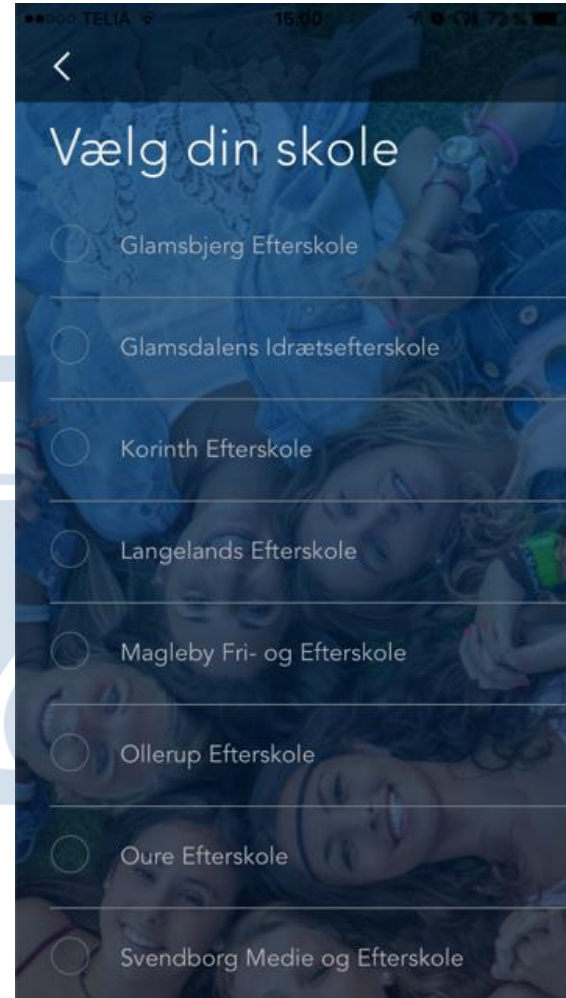 TELIA 15:00 72 %
Vælg din skole
Glamsbjerg Efterskole
Glamsdalens Idrætsefterskole
Korinth Efterskole
Langelands Efterskole
Magleby Fri- og Efterskole
Ollerup Efterskole
Oure Efterskole
Svendborg Medie og Efterskole